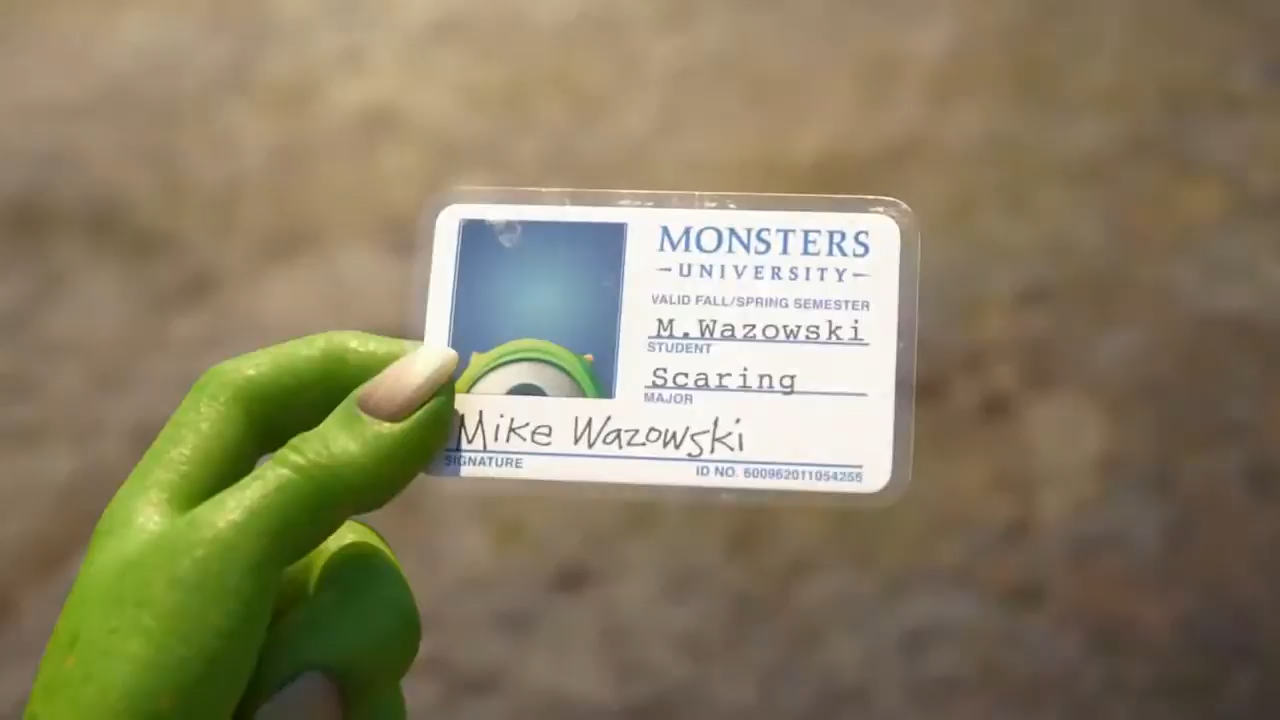 MONSTERS
-UNIVERSITY-
VALID FALL/SPRING SEMESTER
M.Wazowski
STUDENT
Scaring
MAJOR
Mike Wazowski
SIGNATURE
ID NO. 600962011054255